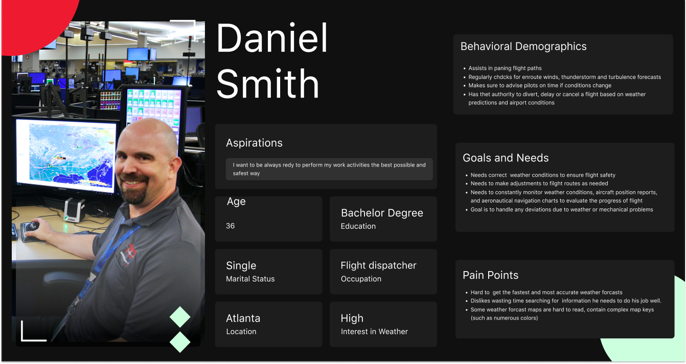 Daniel
Smith
Aspirations
I want to be always redy to perform my work activities the best possible and
safest way
Age
36
Bachelor Degree
Education
Single
Marital Status
Flight dispatcher
Occupation
Atlanta
Location
High
Interest in Weather
Behavioral Demographics
Assists in paning flight paths
Regularly chdcks for enroute winds, thunderstorm and turbulence forecasts
Makes sure to advise pilots on time if conditions change
Has thet authority to divert, delay or cancel a flight based on weather
predictions and airport conditions
Goals and Needs
Needs correct weather conditions to ensure flight safety
Needs to make adjustments to flight routes as needed
Needs to constantly monitor weather conditions, aircraft position reports,
and aeronautical navigation charts to evaluate the progress of flight
Goal is to handle any deviations due to weather or mechanical problems
Pain Points
Hard to get the fastest and most accurate weather forcasts
Dislikes wasting time searching for information he needs to do his job well.
Some weather forcast maps are hard to read, contain complex map keys
(such as numerous colors)